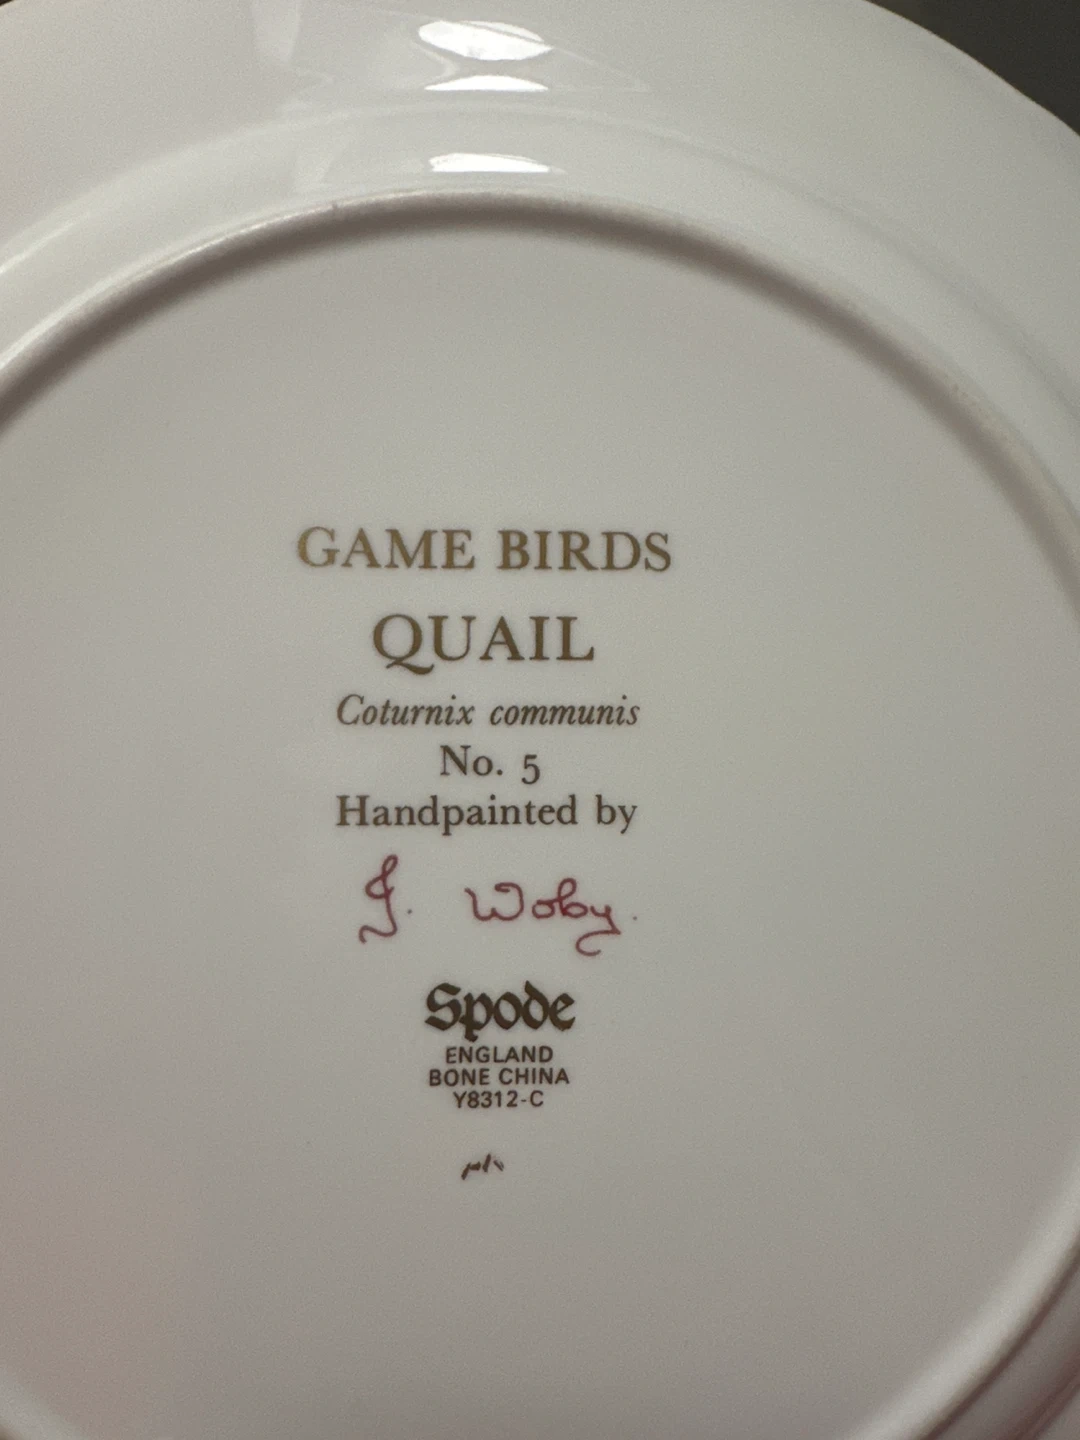 GAME BIRDS
QUAIL
Coturnix communis
No. 5
Handpainted by
J. Woby.
Spode
ENGLAND
BONE CHINA
Y8312-C